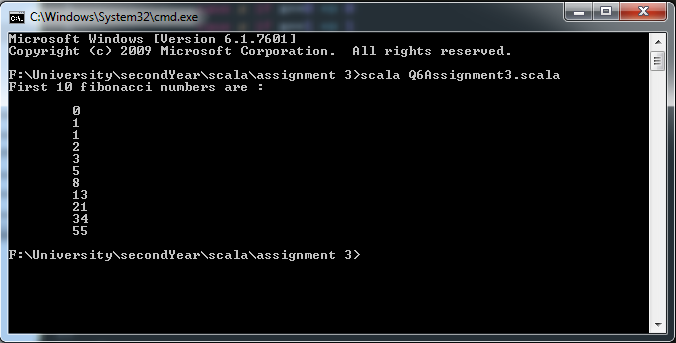 C:\Windows\System32\cmd.exe
Microsoft Windows [Version 6.1.7601]
Copyright (c) 2009 Microsoft Corporation.  All rights reserved.
F:\University\secondYear\scala\assignment 3>scala Q6Assignment3.scala
First 10 fibonacci numbers are :
0
1
1
2
3
5
8
13
21
34
55
F:\University\secondYear\scala\assignment 3>